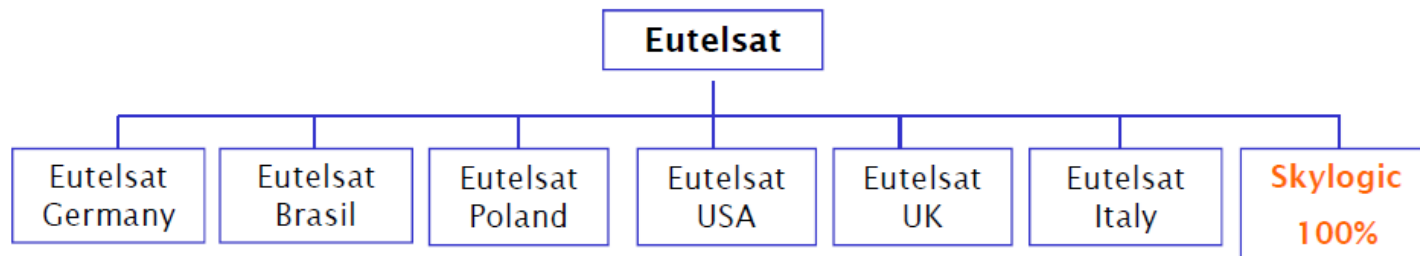 Eutelsat
Eutelsat
Germany
Eutelsat
Brasil
Eutelsat
Poland
Eutelsat
USA
Eutelsat
UK
Eutelsat
Italy
Skylogic
100%